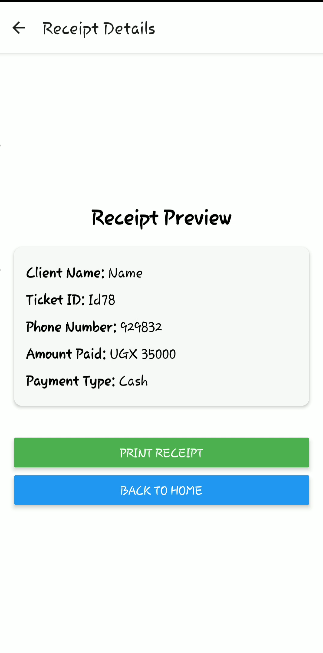 Receipt Details
Receipt Preview
Client Name: Name
Ticket ID: Id78
Phone Number: 929832
Amount Paid: UGX 35000
Payment Type: Cash
PRINT RECEIPT
BACK TO HOME